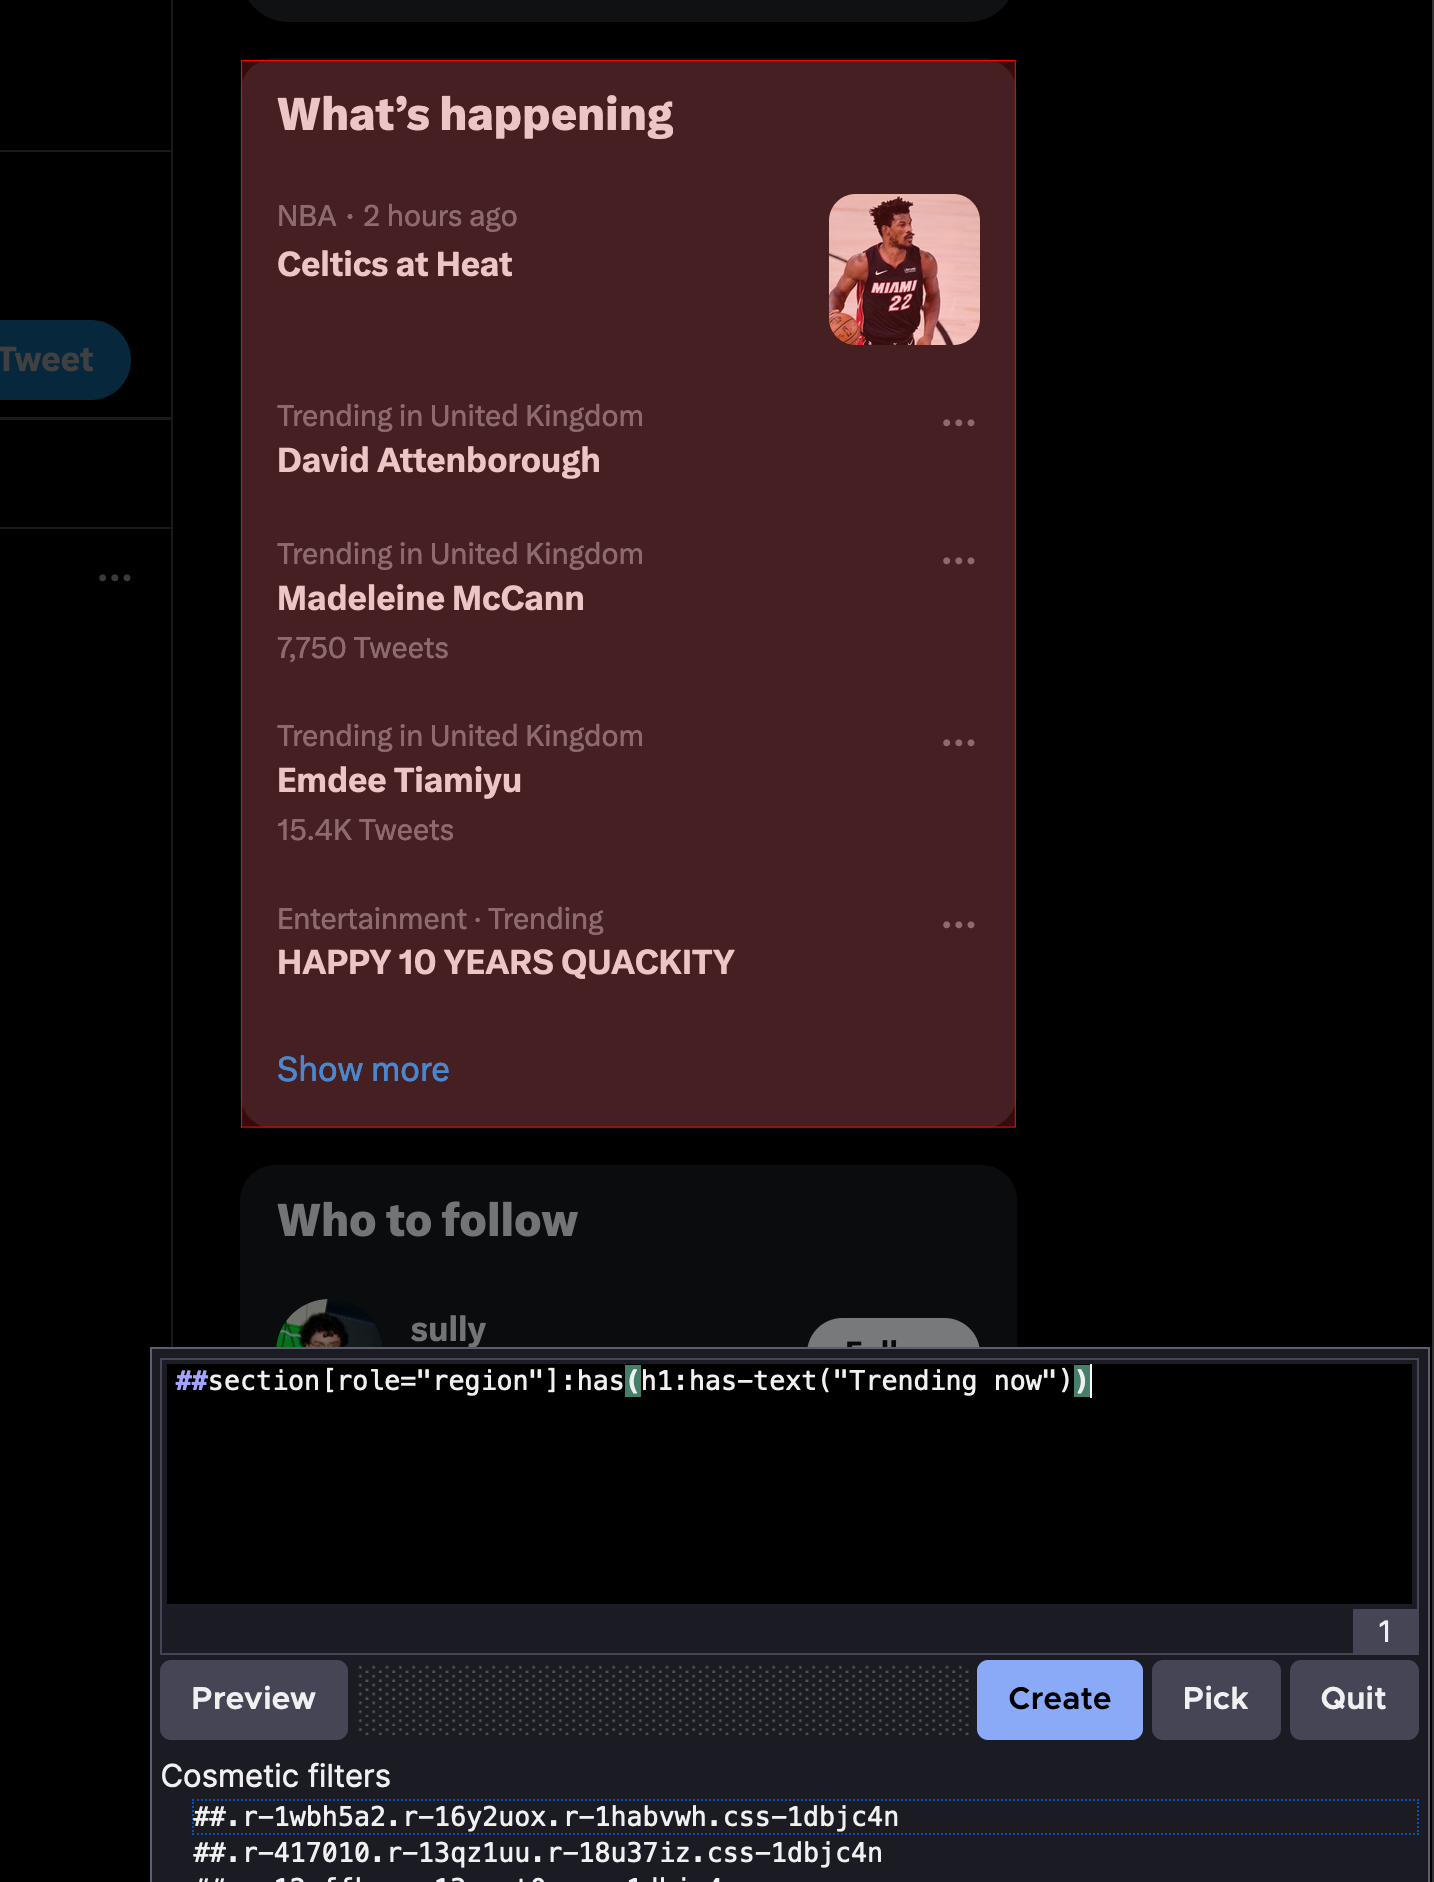 What’s happening
NBA · 2 hours ago
Celtics at Heat
MIAMI
22
Tweet
Trending in United Kingdom
David Attenborough
Trending in United Kingdom
Madeleine McCann
7,750 Tweets
Trending in United Kingdom
Emdee Tiamiyu
15.4K Tweets
Entertainment · Trending
HAPPY 10 YEARS QUACKITY
Show more
Who to follow
sully
##section[role="region"]:has(h1:has-text("Trending now"))
1
Preview
Create
Pick
Quit
Cosmetic filters
##.r-1wbh5a2.r-16y2uox.r-1habvwh.css-1dbjc4n
##.r-417010.r-13qz1uu.r-18u37iz.css-1dbjc4n